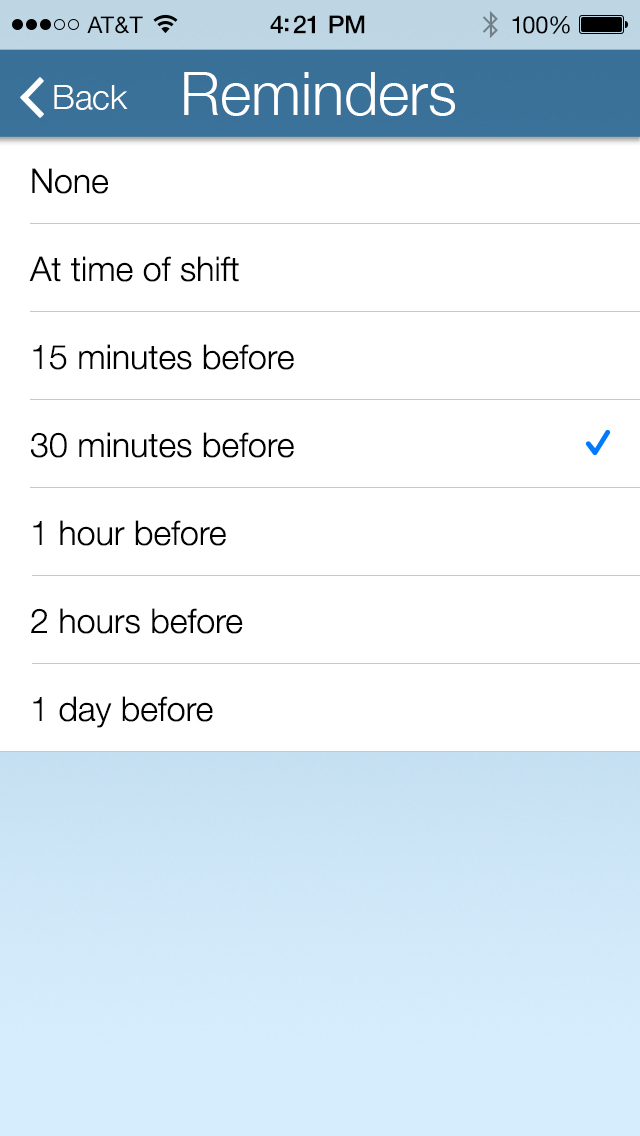 AT&T 4:21 PM 100%
Back Reminders
None
At time of shift
15 minutes before
30 minutes before
1 hour before
2 hours before
1 day before